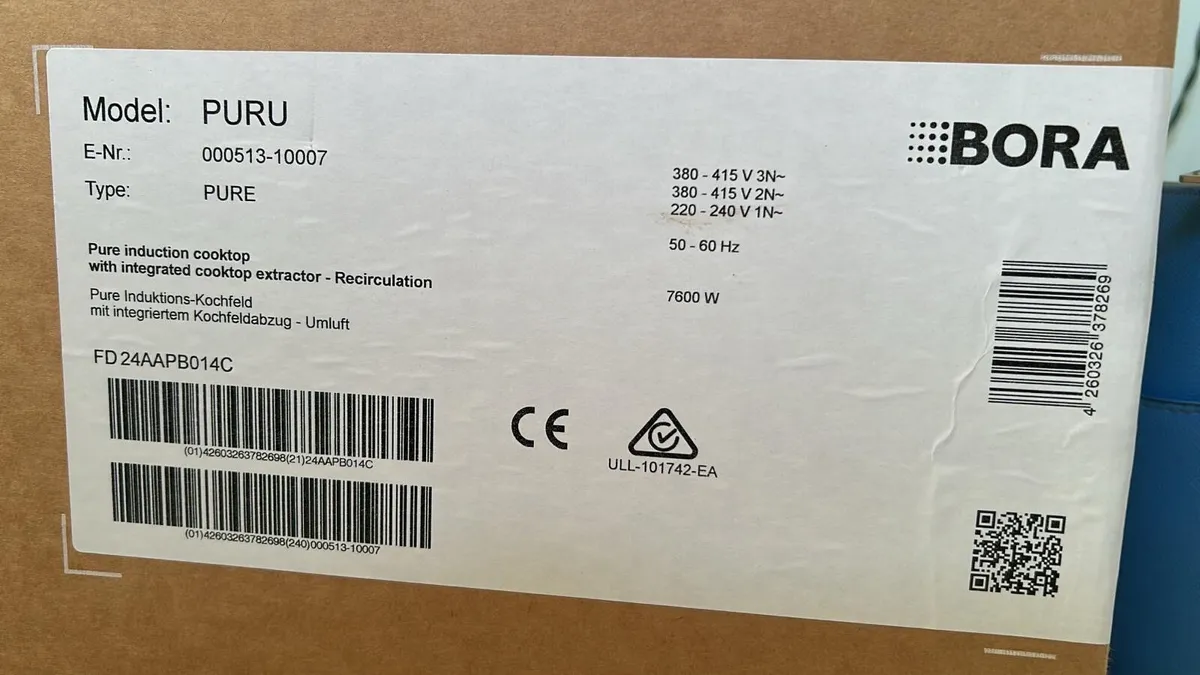 Model: PURU
E-Nr.: 000513-10007
Type: PURE
BORA
380 - 415 V 3N~
380 - 415 V 2N~
220 - 240 V 1N~
50 - 60 Hz
7600 W
Pure induction cooktop
with integrated cooktop extractor - Recirculation
Pure Induktions-Kochfeld
mit integriertem Kochfeldabzug - Umluft
FD 24AAPB014C
(01)42603263782698(21)24AAPB014C
(01)42603263782698(240)000513-10007
CE
ULL-101742-EA
4 260326 378269